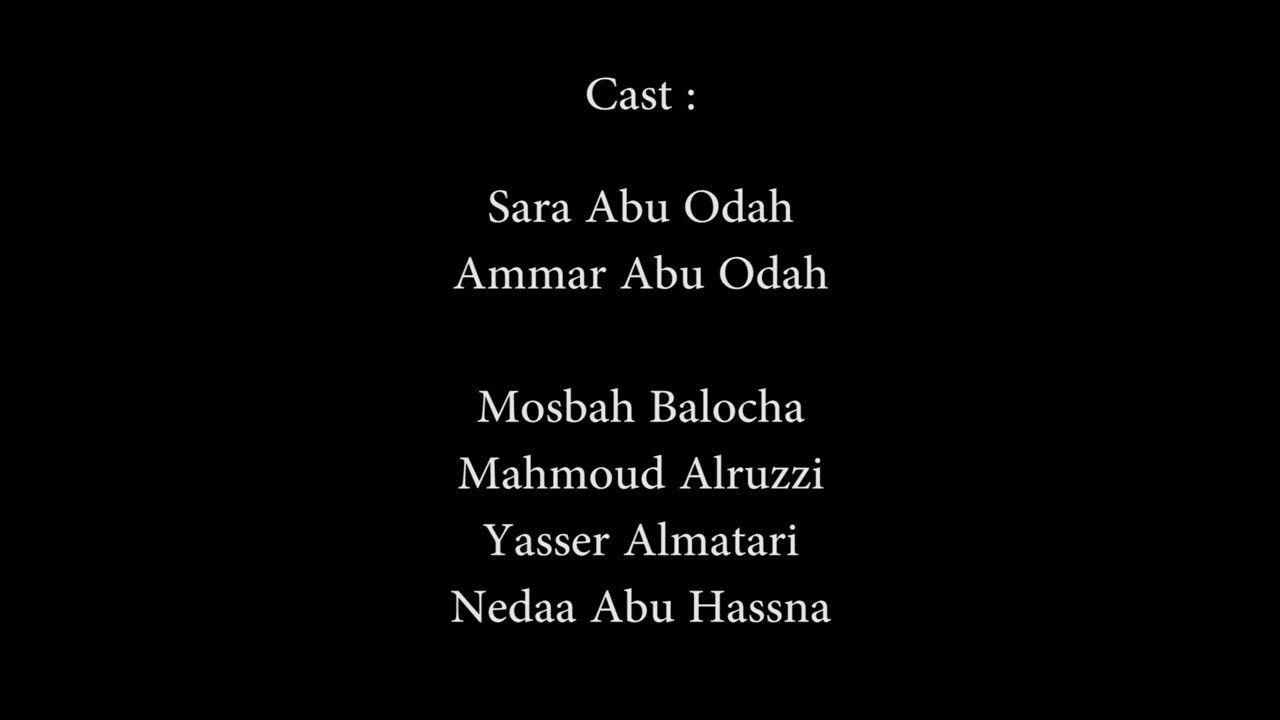 Cast :
Sara Abu Odah
Ammar Abu Odah
Mosbah Balocha
Mahmoud Alruzzi
Yasser Almatari
Nedaa Abu Hassna